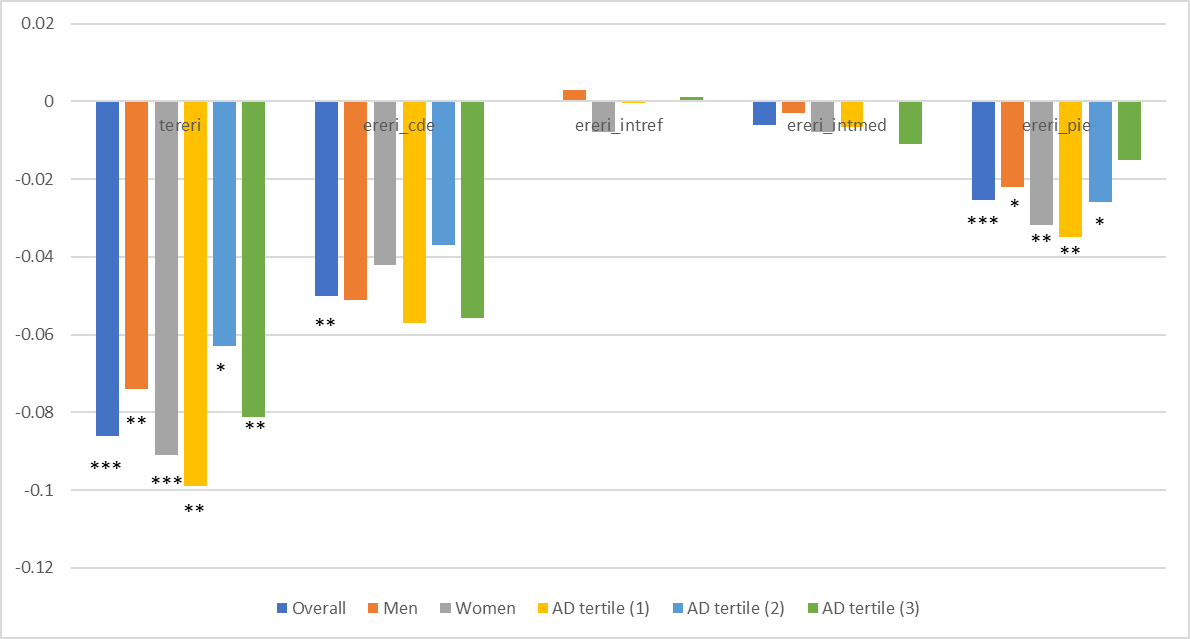 0.02
0
tereri ereri_cde ereri_intref ereri_intmed ereri_pie
-0.02
*** * ** ** *
-0.04
**
-0.06
*
-0.08
** **
*** *** **
-0.1
-0.12
Overall Men Women AD tertile (1) AD tertile (2) AD tertile (3)